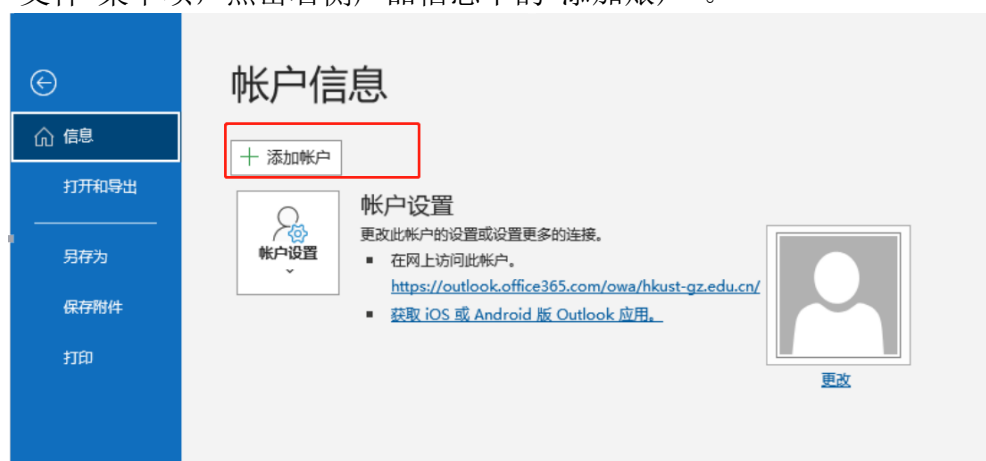 帐户信息
信息
添加帐户
打开和导出
帐户设置
帐户设置
更改此帐户的设置或设置更多的连接。
在网上访问此帐户。
https://outlook.office365.com/owa/hkust-gz.edu.cn/
获取 iOS 或 Android 版 Outlook 应用。
另存为
保存附件
打印
更改